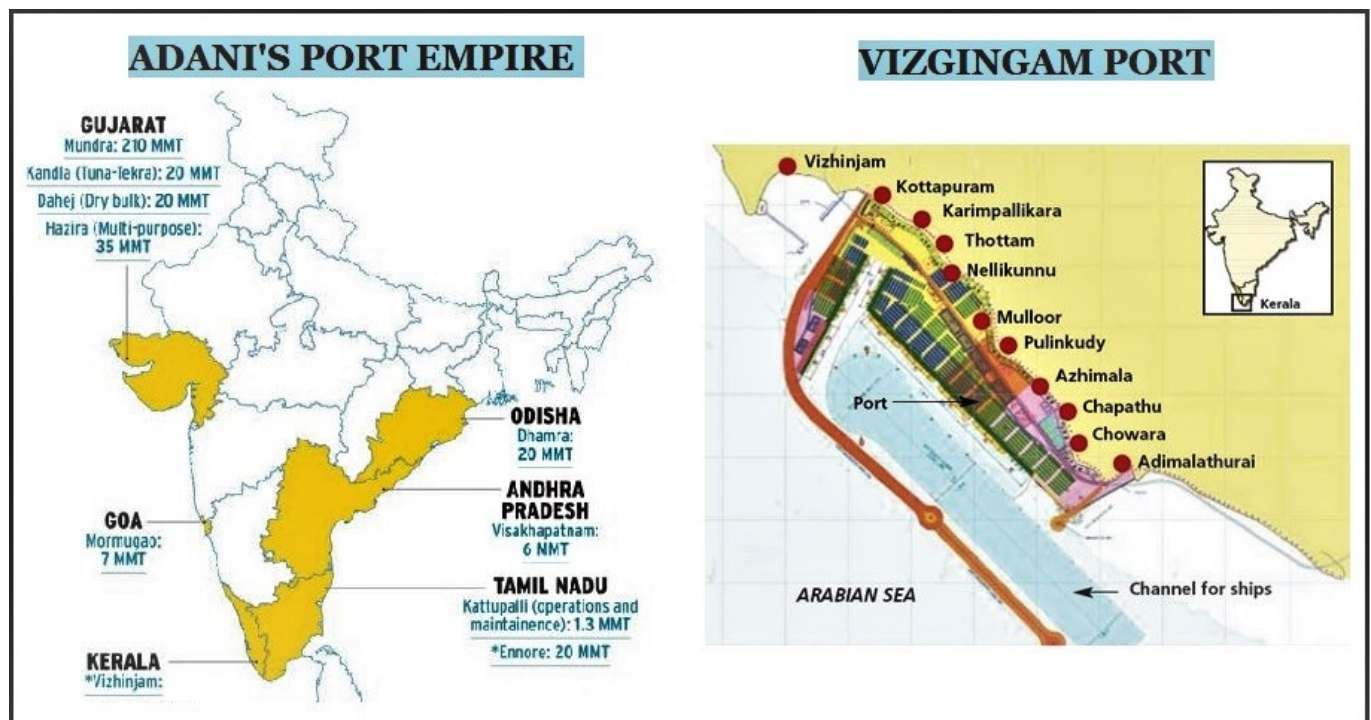 ADANI'S PORT EMPIRE
GUJARAT
Mundra: 210 MMT
Kandla (Tuna-Tekra): 20 MMT
Dahej (Dry bulk): 20 MMT
Hazira (Multi-purpose):
35 MMT
ODISHA
Dhamra:
20 MMT
ANDHRA
PRADESH
Visakhapatnam:
6 NMT
GOA
Mormugao:
7 MMT
TAMIL NADU
Kattupalli (operations and
maintainence): 1.3 MMT
*Ennore: 20 MMT
KERALA
*Vizhinjam:
VIZGINGAM PORT
Vizhinjam
Kottapuram
Karimpallikara
Thottam
Nellikunnu
Mulloor
Pulinkudy
Azhimala
Chapathu
Chowara
Adimalathurai
Port
Channel for ships
ARABIAN SEA
Kerala